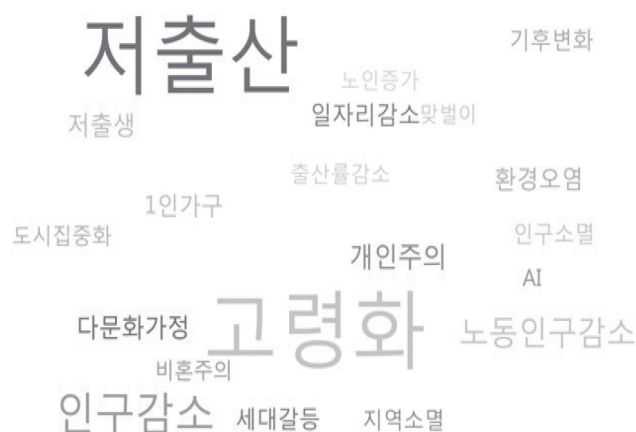 저출산
기후변화
노인증가
일자리감소 맞벌이
저출생
출산률감소
환경오염
1인가구
도시집중화
인구소멸
개인주의
AI
고령화
다문화가정
노동인구감소
비혼주의
인구감소
세대갈등
지역소멸